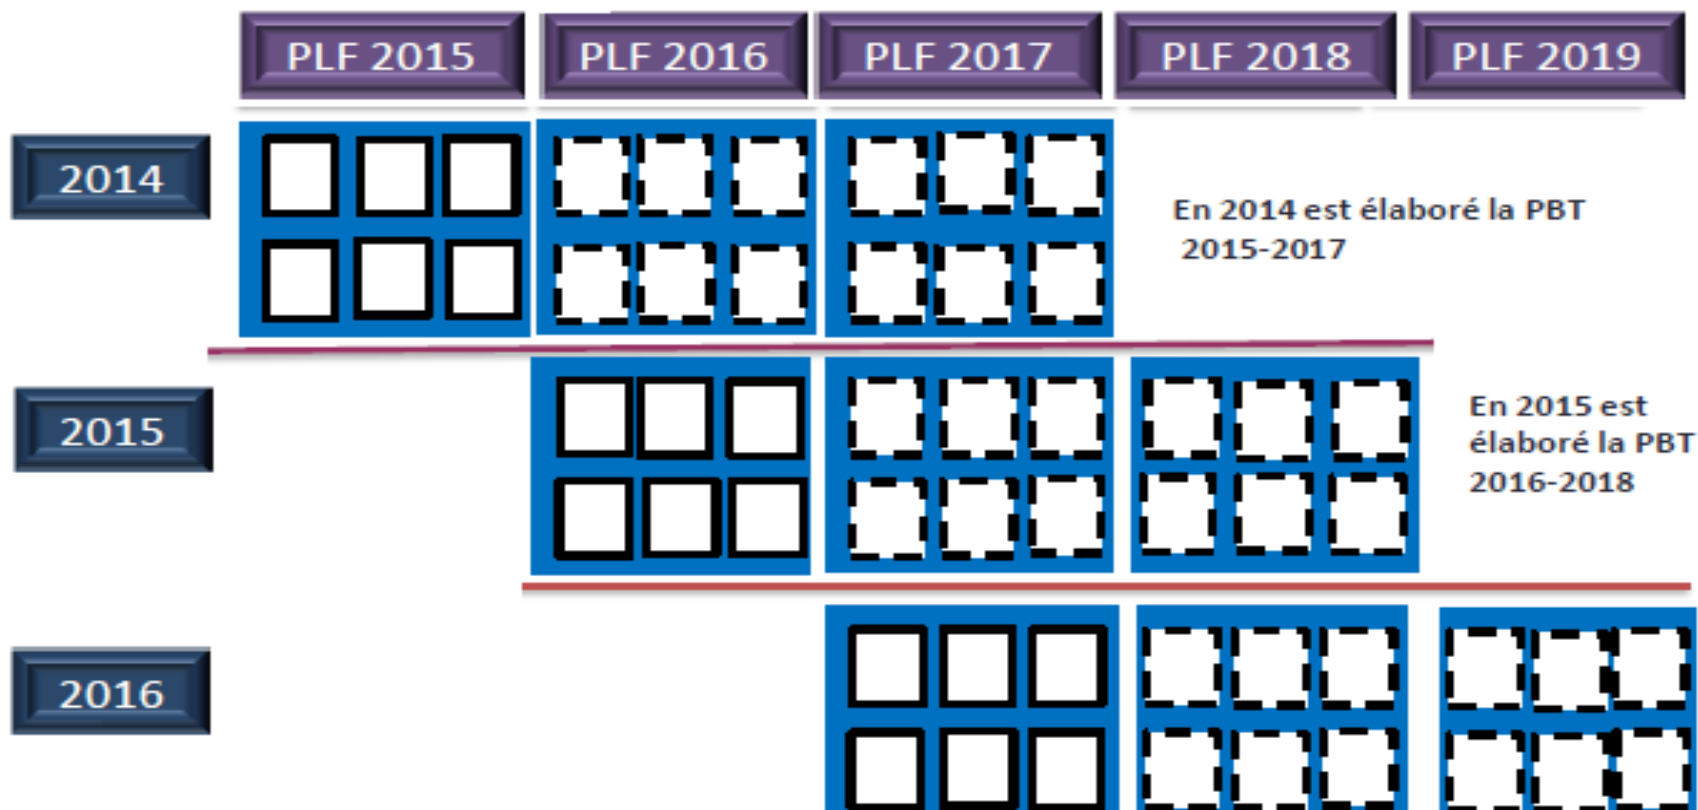 PLF 2015
PLF 2016
PLF 2017
PLF 2018
PLF 2019
2014
En 2014 est élaboré la PBT
2015-2017
2015
En 2015 est
élaboré la PBT
2016-2018
2016